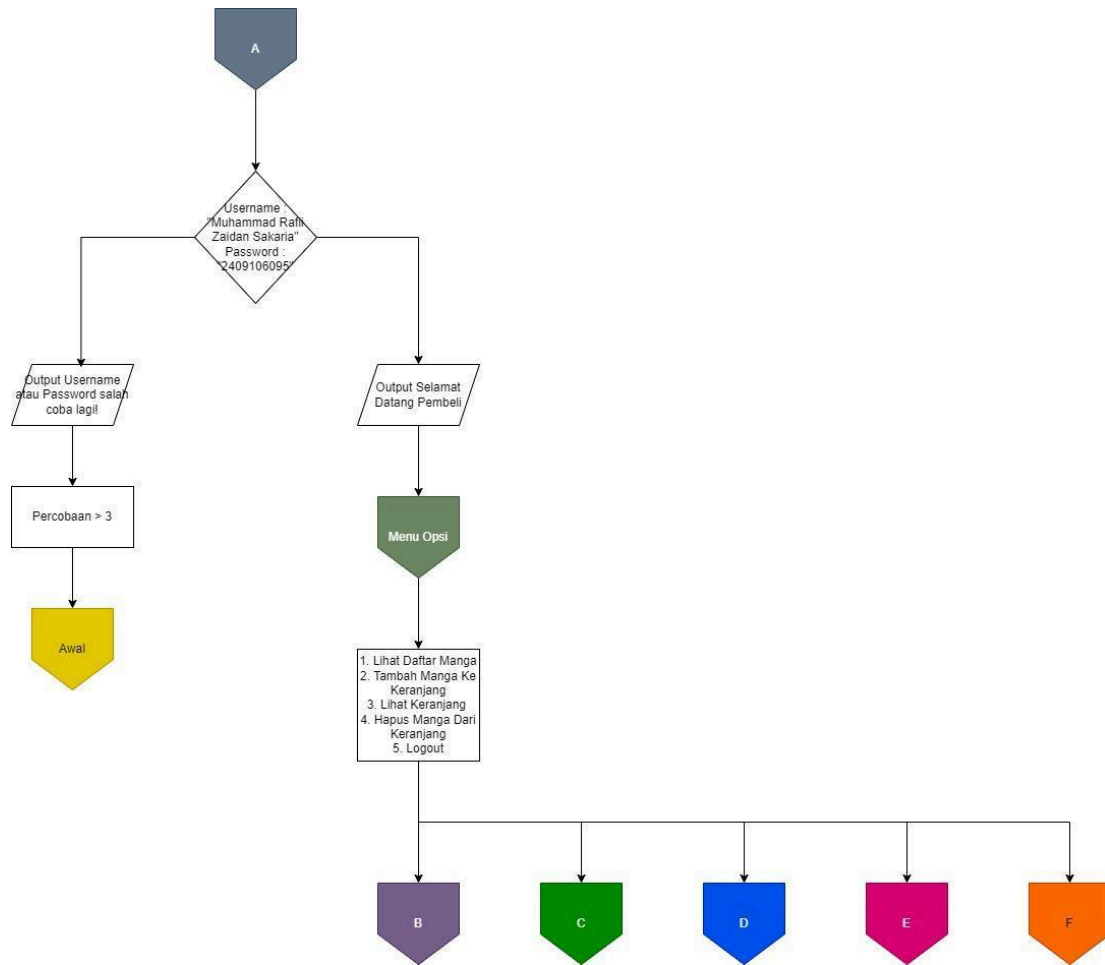 A
Username :
"Muhammad Rafli
Zaidan Sakaria"
Password :
"2409106095"
Output Username
atau Password salah
coba lagi!
Output Selamat
Datang Pembeli
Percobaan > 3
Menu Opsi
Awal
1. Lihat Daftar Manga
2. Tambah Manga Ke
Keranjang
3. Lihat Keranjang
4. Hapus Manga Dari
Keranjang
5. Logout
B
C
D
E
F